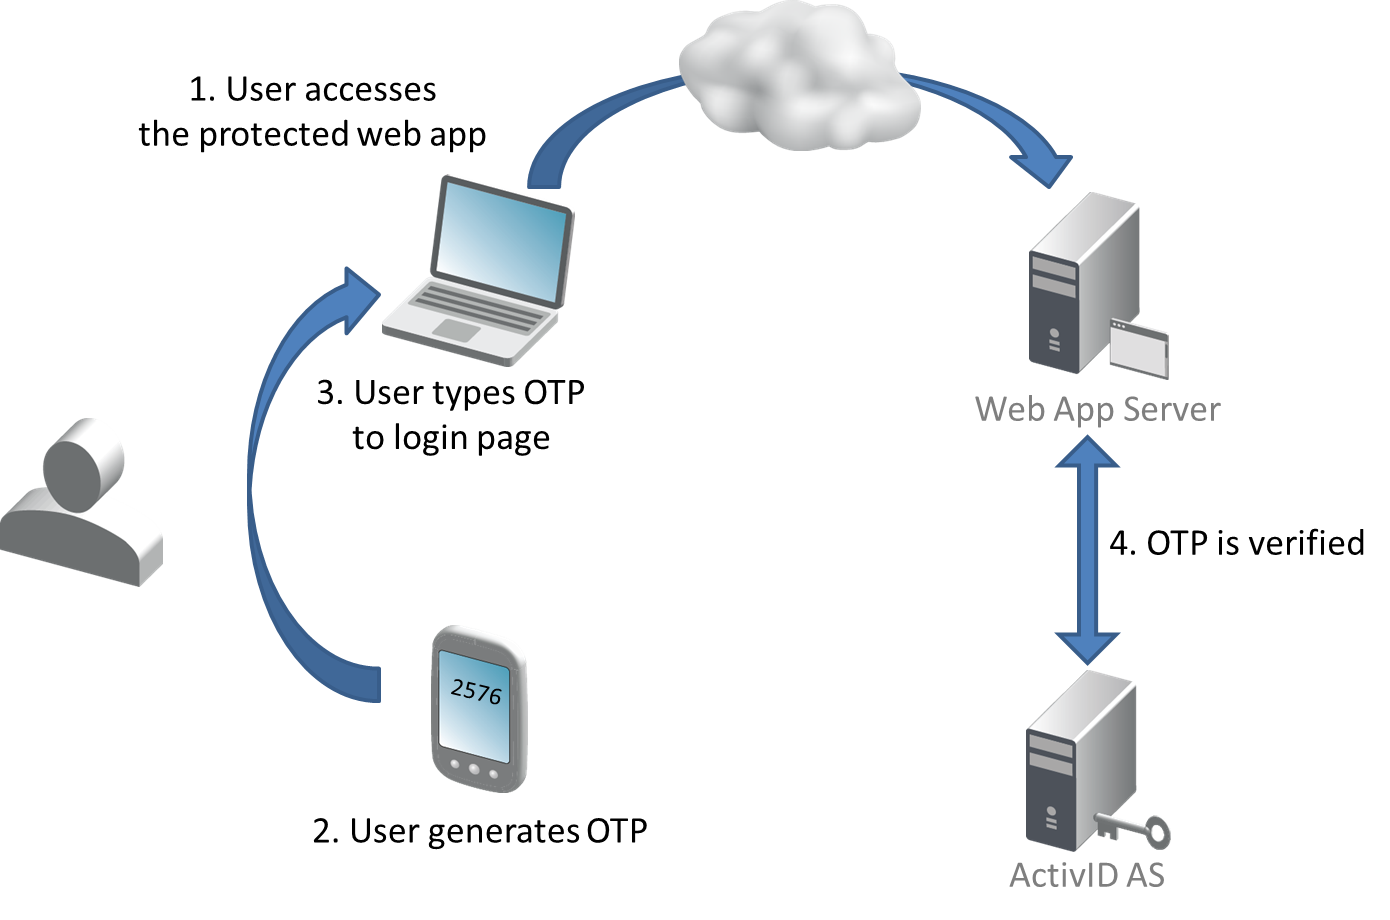 1. User accesses
the protected web app
3. User types OTP
to login page
Web App Server
4. OTP is verified
2576
2. User generates OTP
ActivID AS